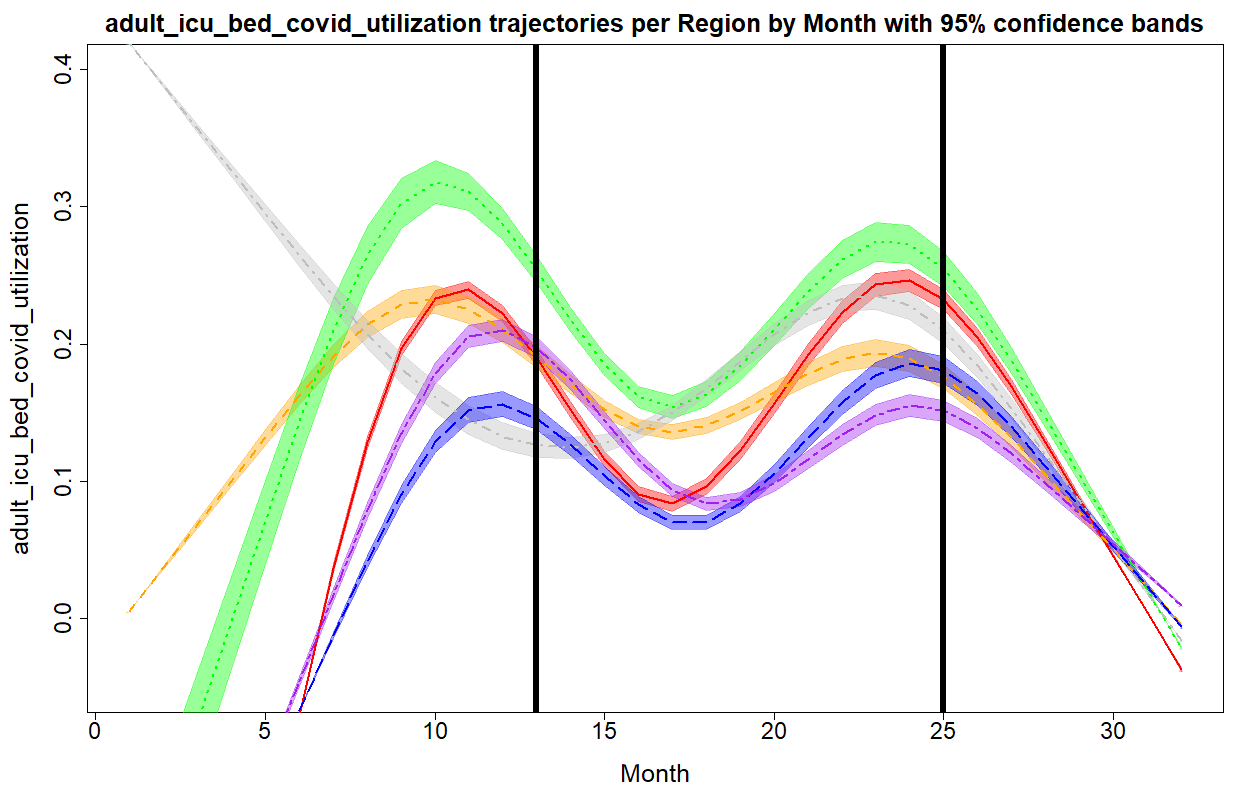 adult_icu_bed_covid_utilization trajectories per Region by Month with 95% confidence bands
adult_icu_bed_covid_utilization
0.4
0.3
0.2
0.1
0.0
0 5 10 15 20 25 30
Month